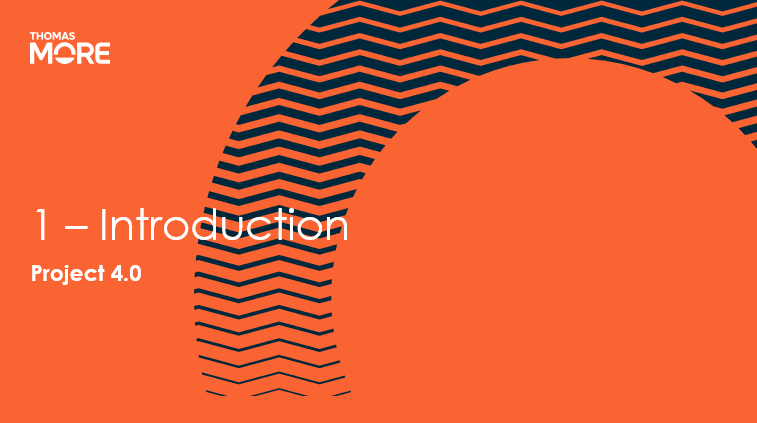 THOMAS
MORE
1 – Introduction
Project 4.0